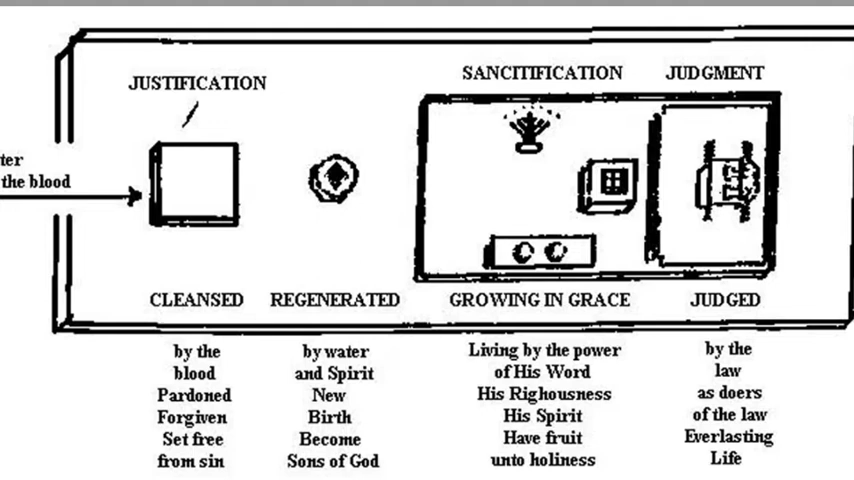 JUSTIFICATION
SANCITIFICATION
JUDGMENT
ter
the blood
CLEANSED
REGENERATED
GROWING IN GRACE
JUDGED
by the
blood
Pardoned
Forgiven
Set free
from sin
by water
and Spirit
New
Birth
Become
Sons of God
Living by the power
of His Word
His Righousness
His Spirit
Have fruit
unto holiness
by the
law
as doers
of the law
Everlasting
Life